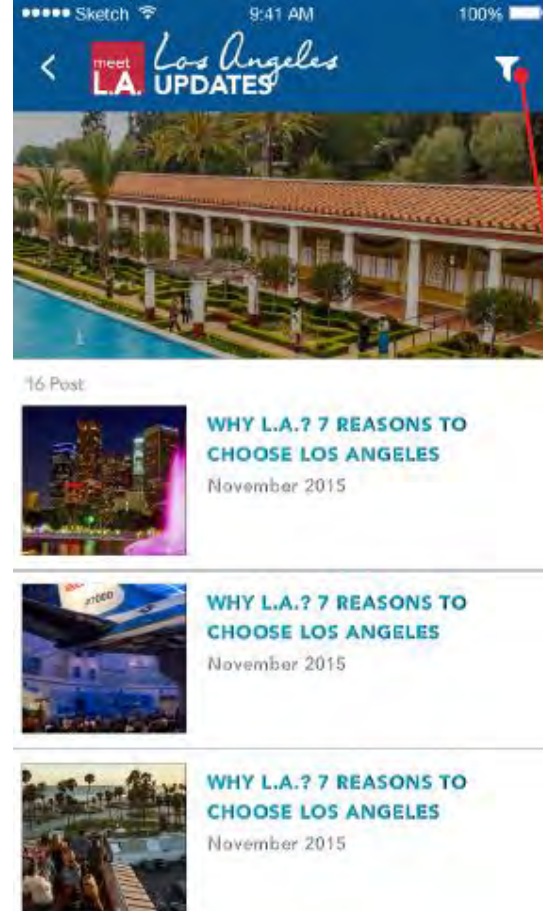 Sketch 9:41 AM 100%
meet Los Angeles
L.A. UPDATES
16 Post
WHY L.A.? 7 REASONS TO
CHOOSE LOS ANGELES
November 2015
WHY L.A.? 7 REASONS TO
CHOOSE LOS ANGELES
November 2015
WHY L.A.? 7 REASONS TO
CHOOSE LOS ANGELES
November 2015